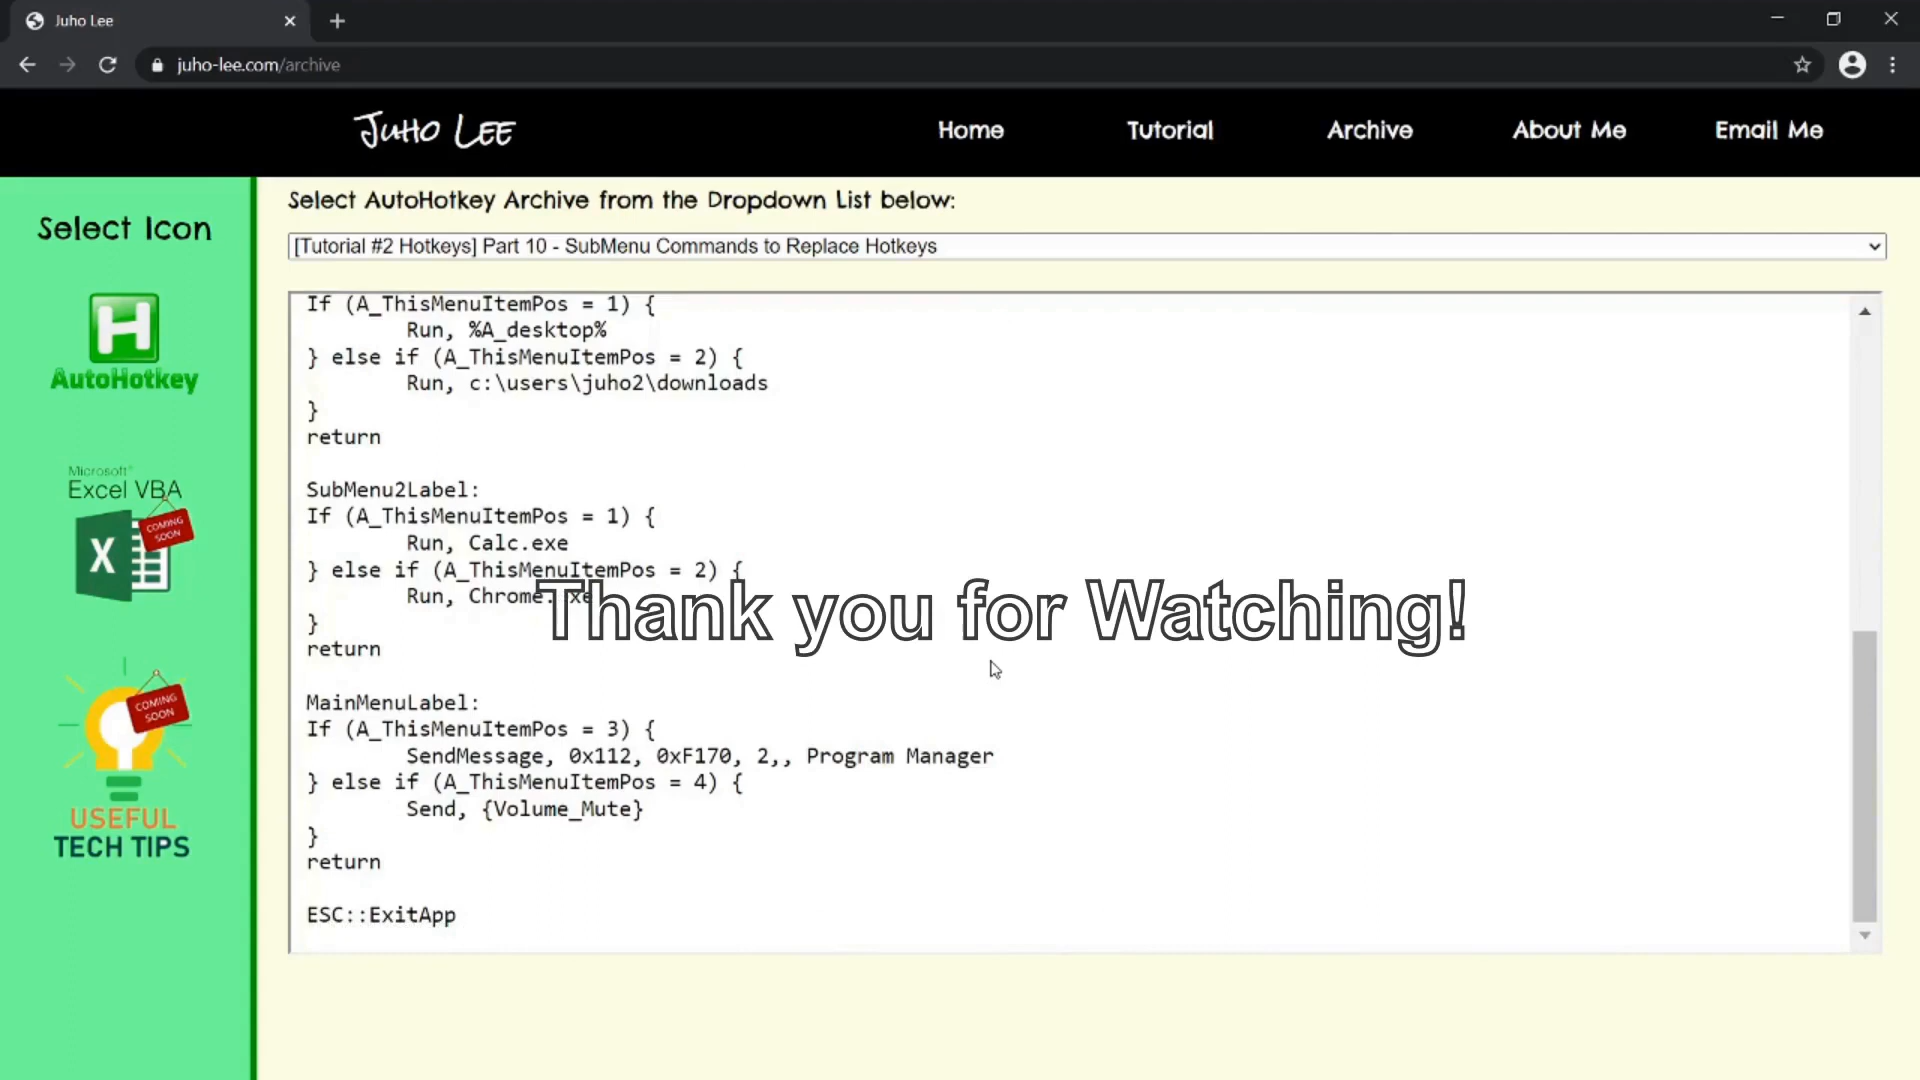 Juho Lee
juho-lee.com/archive
Juho Lee
Home
Tutorial
Archive
About Me
Email Me
Select Icon
AutoHotkey
Microsoft
Excel VBA
COMING
SOON
X
COMING
SOON
USEFUL
TECH TIPS
Select AutoHotkey Archive from the Dropdown List below:
[Tutorial #2 Hotkeys] Part 10 - SubMenu Commands to Replace Hotkeys
If (A_ThisMenuItemPos = 1) {
Run, %A_desktop%
} else if (A_ThisMenuItemPos = 2) {
Run, c:\users\juho2\downloads
}
return
SubMenu2Label:
If (A_ThisMenuItemPos = 1) {
Run, Calc.exe
} else if (A_ThisMenuItemPos = 2) {
Run, Chrome.exe
}
return
Thank you for Watching!
MainMenuLabel:
If (A_ThisMenuItemPos = 3) {
SendMessage, 0x112, 0xF170, 2,, Program Manager
} else if (A_ThisMenuItemPos = 4) {
Send, {Volume_Mute}
}
return
ESC::ExitApp